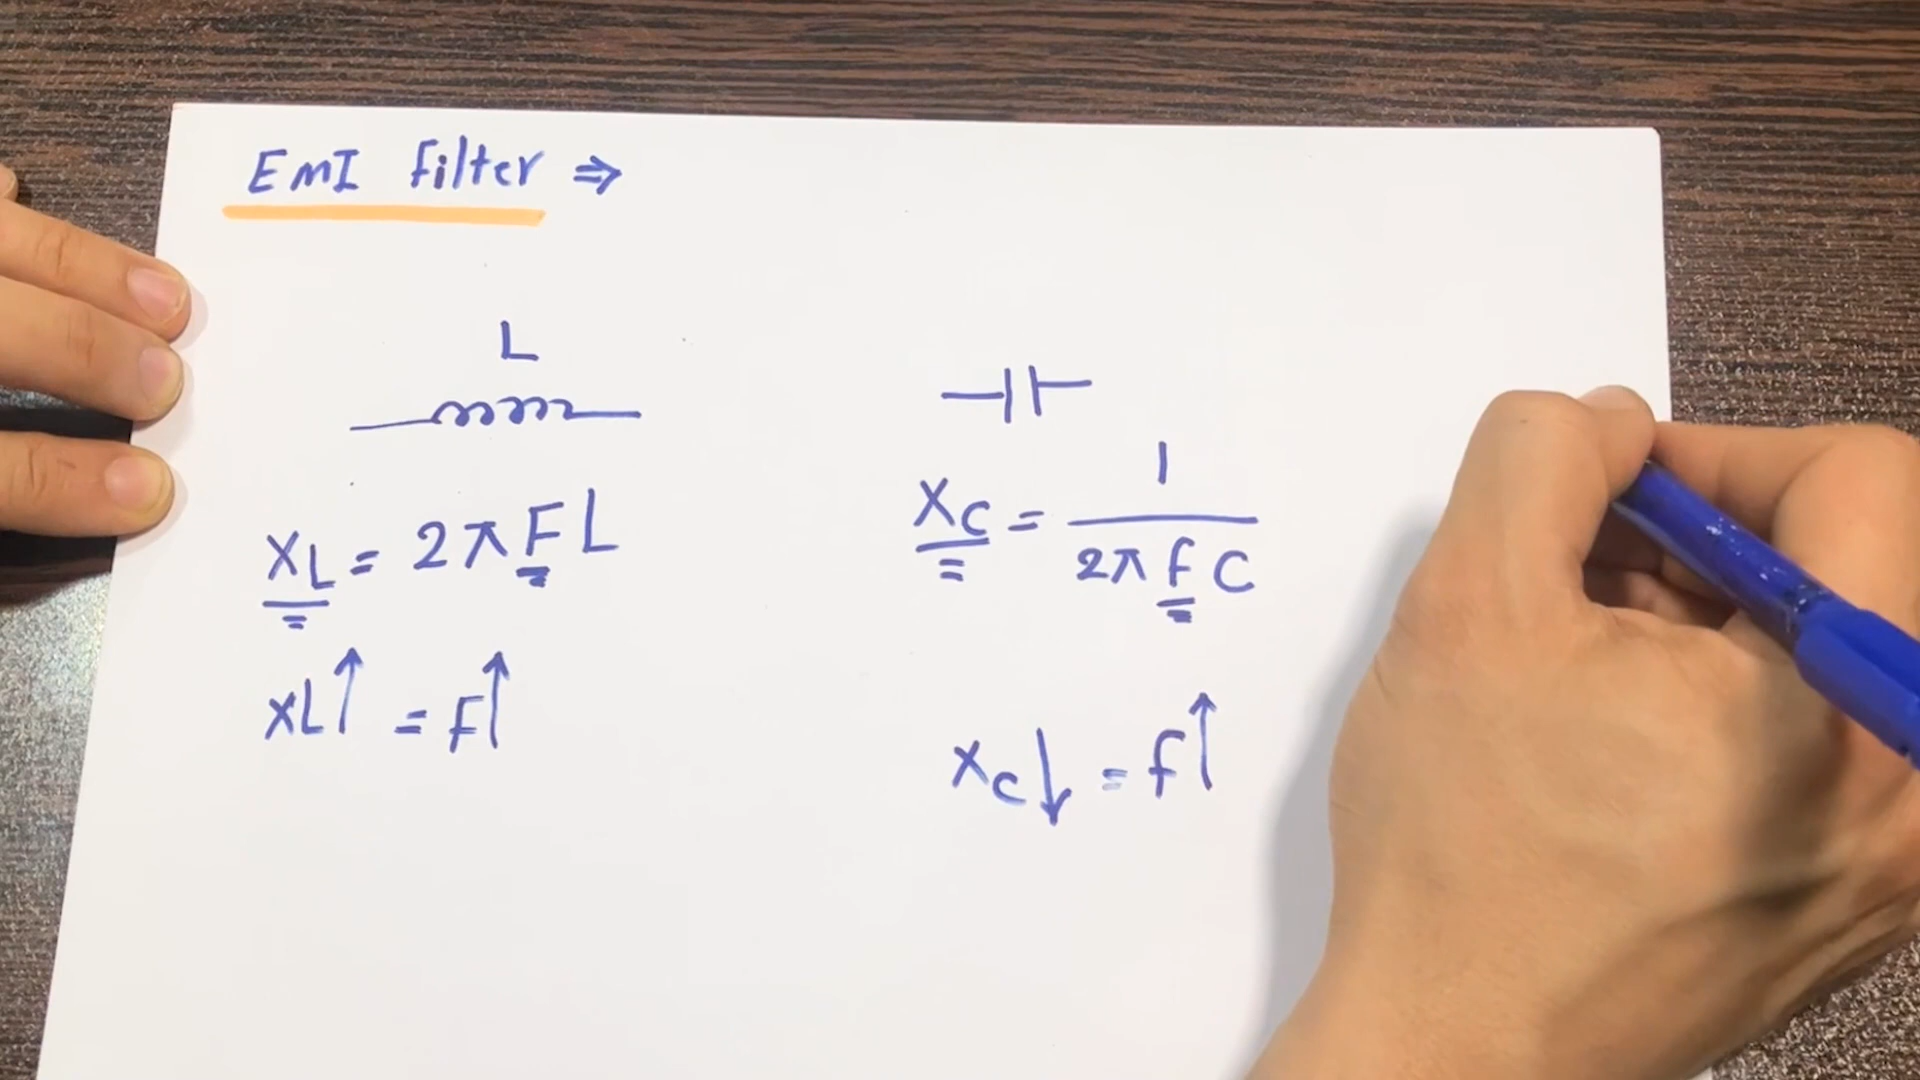 EMI Filter ⇒
L
XL = 2πFL
XL↑ = F↑
Xc = 1
2πfC
Xc↓ = f↑